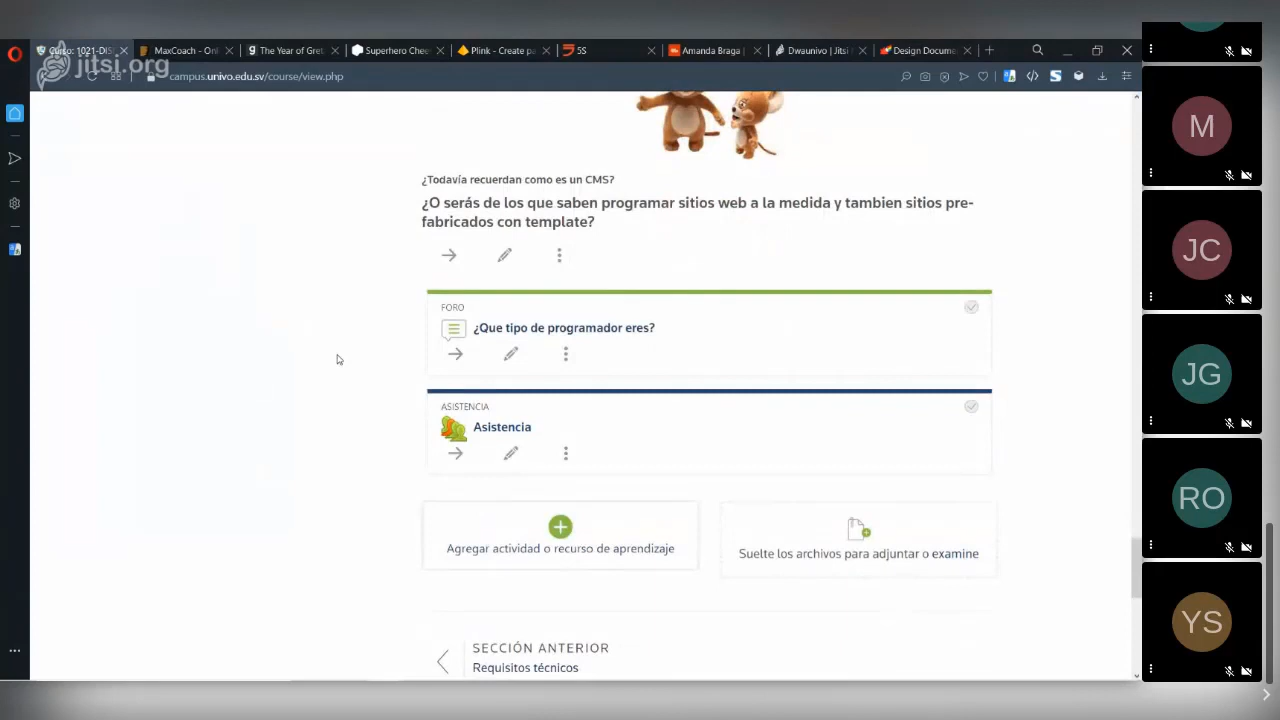 Curso: 1021-DIS
MaxCoach - Onli
The Year of Gret
Superhero Chee
Plink - Create pa
5S
Amanda Braga |
Dwaunivo | Jitsi
Design Docume
jitsi.org
campus.univo.edu.sv/course/view.php
¿Todavía recuerdan como es un CMS?
¿O serás de los que saben programar sitios web a la medida y tambien sitios pre-
fabricados con template?
FORO
¿Que tipo de programador eres?
ASISTENCIA
Asistencia
Agregar actividad o recurso de aprendizaje
Suelte los archivos para adjuntar o examine
SECCIÓN ANTERIOR
Requisitos técnicos
M
JC
JG
RO
YS